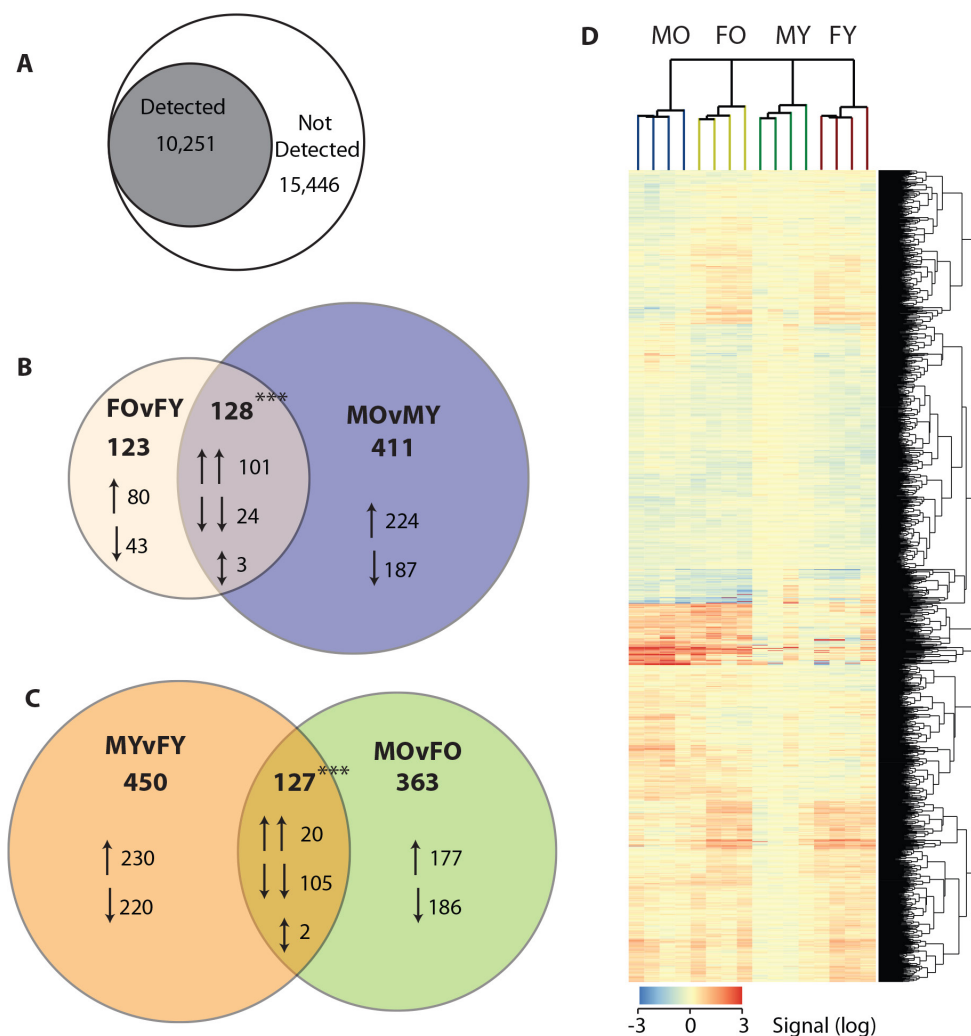 A
Detected
10,251
Not
Detected
15,446
B
FOvFY
123
80
43
128***
101
24
3
MOvMY
411
224
187
C
MYvFY
450
230
220
127***
20
105
2
MOvFO
363
177
186
D
MO FO MY FY
-3 0 3 Signal (log)